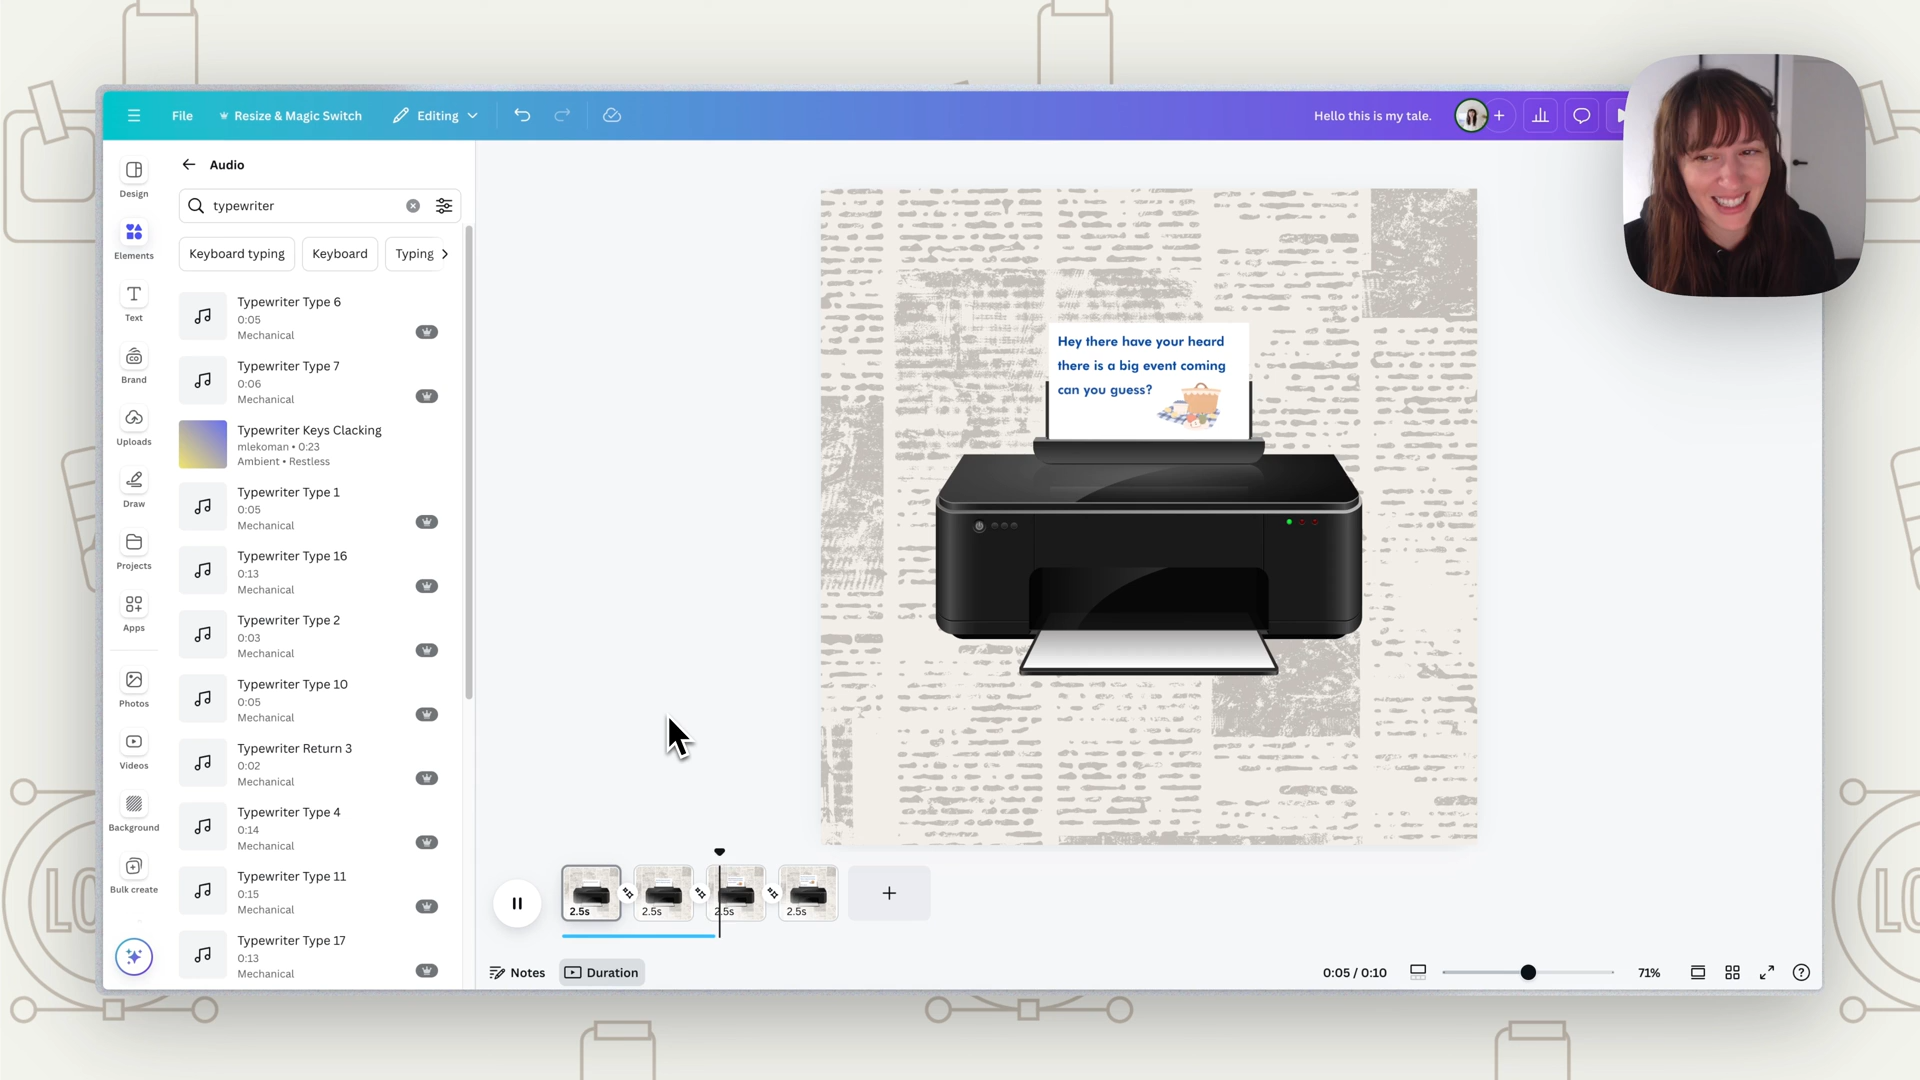 File
Resize & Magic Switch
Editing
Hello this is my tale.
Design
Elements
Text
Brand
Uploads
Draw
Projects
Apps
Photos
Videos
Background
Bulk create
Audio
typewriter
Keyboard typing
Keyboard
Typing
Typewriter Type 6
0:05
Mechanical
Typewriter Type 7
0:06
Mechanical
Typewriter Keys Clacking
mlekoman • 0:23
Ambient • Restless
Typewriter Type 1
0:05
Mechanical
Typewriter Type 16
0:13
Mechanical
Typewriter Type 2
0:03
Mechanical
Typewriter Type 10
0:05
Mechanical
Typewriter Return 3
0:02
Mechanical
Typewriter Type 4
0:14
Mechanical
Typewriter Type 11
0:15
Mechanical
Typewriter Type 17
0:13
Mechanical
Hey there have your heard
there is a big event coming
can you guess?
2.5s
2.5s
2.5s
2.5s
Notes
Duration
0:05 / 0:10
71%